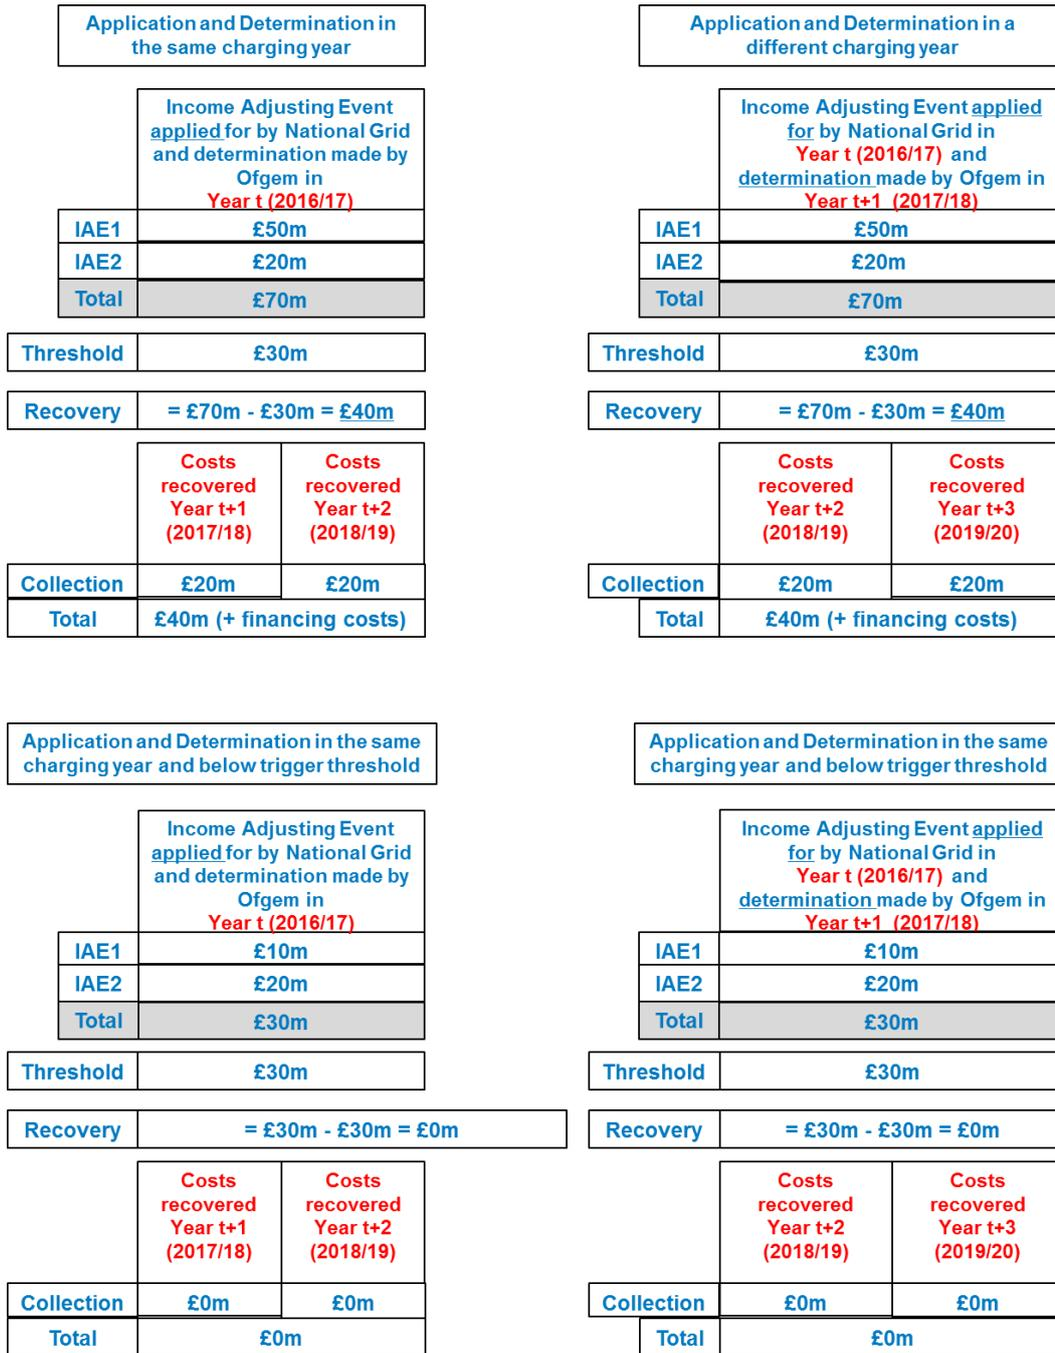 Application and Determination in
the same charging year
Income Adjusting Event
applied for by National Grid
and determination made by
Ofgem in
Year t (2016/17)
IAE1 £50m
IAE2 £20m
Total £70m
Threshold £30m
Recovery = £70m - £30m = £40m
Costs
recovered
Year t+1
(2017/18)
Costs
recovered
Year t+2
(2018/19)
Collection £20m £20m
Total £40m (+ financing costs)
Application and Determination in a
different charging year
Income Adjusting Event applied
for by National Grid in
Year t (2016/17) and
determination made by Ofgem in
Year t+1 (2017/18)
IAE1 £50m
IAE2 £20m
Total £70m
Threshold £30m
Recovery = £70m - £30m = £40m
Costs
recovered
Year t+2
(2018/19)
Costs
recovered
Year t+3
(2019/20)
Collection £20m £20m
Total £40m (+ financing costs)
Application and Determination in the same
charging year and below trigger threshold
Income Adjusting Event
applied for by National Grid
and determination made by
Ofgem in
Year t (2016/17)
IAE1 £10m
IAE2 £20m
Total £30m
Threshold £30m
Recovery = £30m - £30m = £0m
Costs
recovered
Year t+1
(2017/18)
Costs
recovered
Year t+2
(2018/19)
Collection £0m £0m
Total £0m
Application and Determination in the same
charging year and below trigger threshold
Income Adjusting Event applied
for by National Grid in
Year t (2016/17) and
determination made by Ofgem in
Year t+1 (2017/18)
IAE1 £10m
IAE2 £20m
Total £30m
Threshold £30m
Recovery = £30m - £30m = £0m
Costs
recovered
Year t+2
(2018/19)
Costs
recovered
Year t+3
(2019/20)
Collection £0m £0m
Total £0m